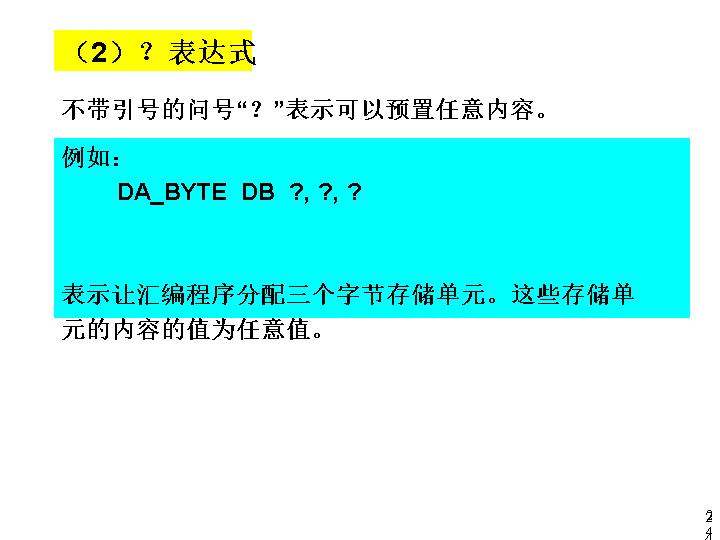 （2）？表达式
不带引号的问号“？”表示可以预置任意内容。
例如：
DA_BYTE DB ?, ?, ?
表示让汇编程序分配三个字节存储单元。这些存储单
元的内容的值为任意值。